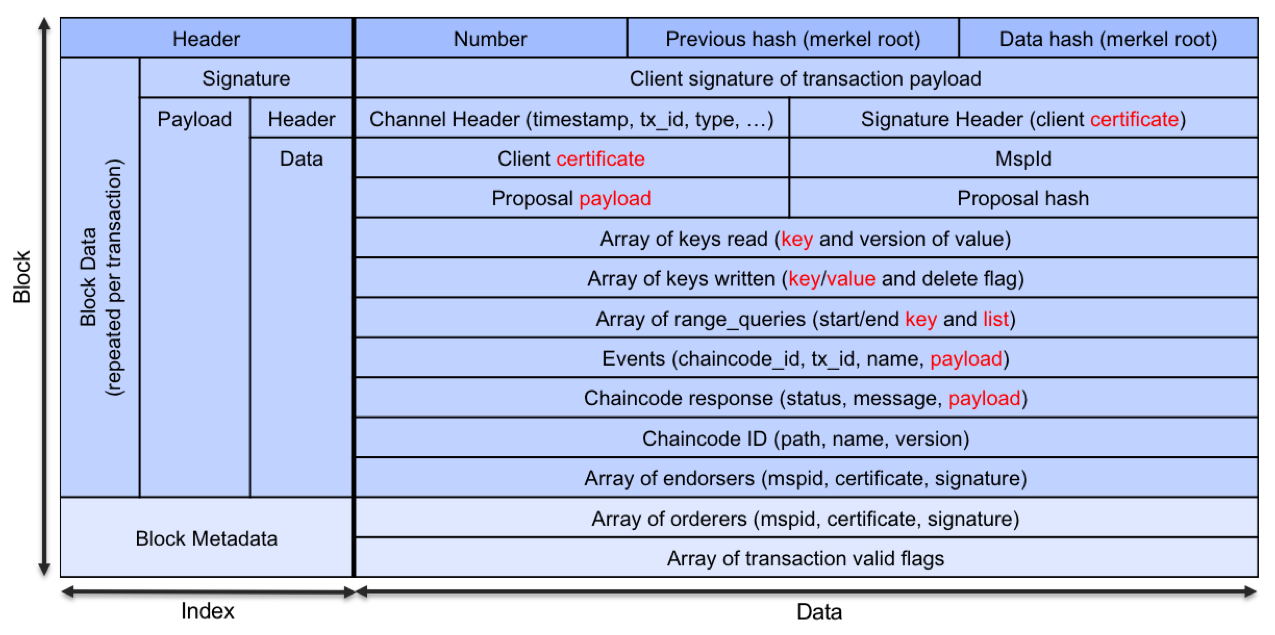 Header
Number
Previous hash (merkel root)
Data hash (merkel root)
Signature
Client signature of transaction payload
Payload
Header
Channel Header (timestamp, tx_id, type, …)
Signature Header (client certificate)
Data
Client certificate
MspId
Proposal payload
Proposal hash
Array of keys read (key and version of value)
Array of keys written (key/value and delete flag)
Array of range_queries (start/end key and list)
Events (chaincode_id, tx_id, name, payload)
Chaincode response (status, message, payload)
Chaincode ID (path, name, version)
Array of endorsers (mspid, certificate, signature)
Block Data
(repeated per transaction)
Block
Block Metadata
Array of orderers (mspid, certificate, signature)
Array of transaction valid flags
Index
Data